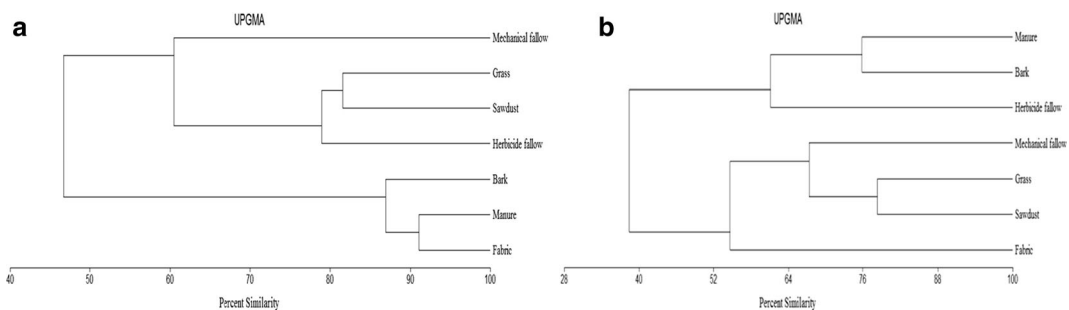 a
UPGMA
Mechanical fallow
Grass
Sawdust
Herbicide fallow
Bark
Manure
Fabric
40 50 60 70 80 90 100
Percent Similarity
b
UPGMA
Manure
Bark
Herbicide fallow
Mechanical fallow
Grass
Sawdust
Fabric
28 40 52 64 76 88 100
Percent Similarity